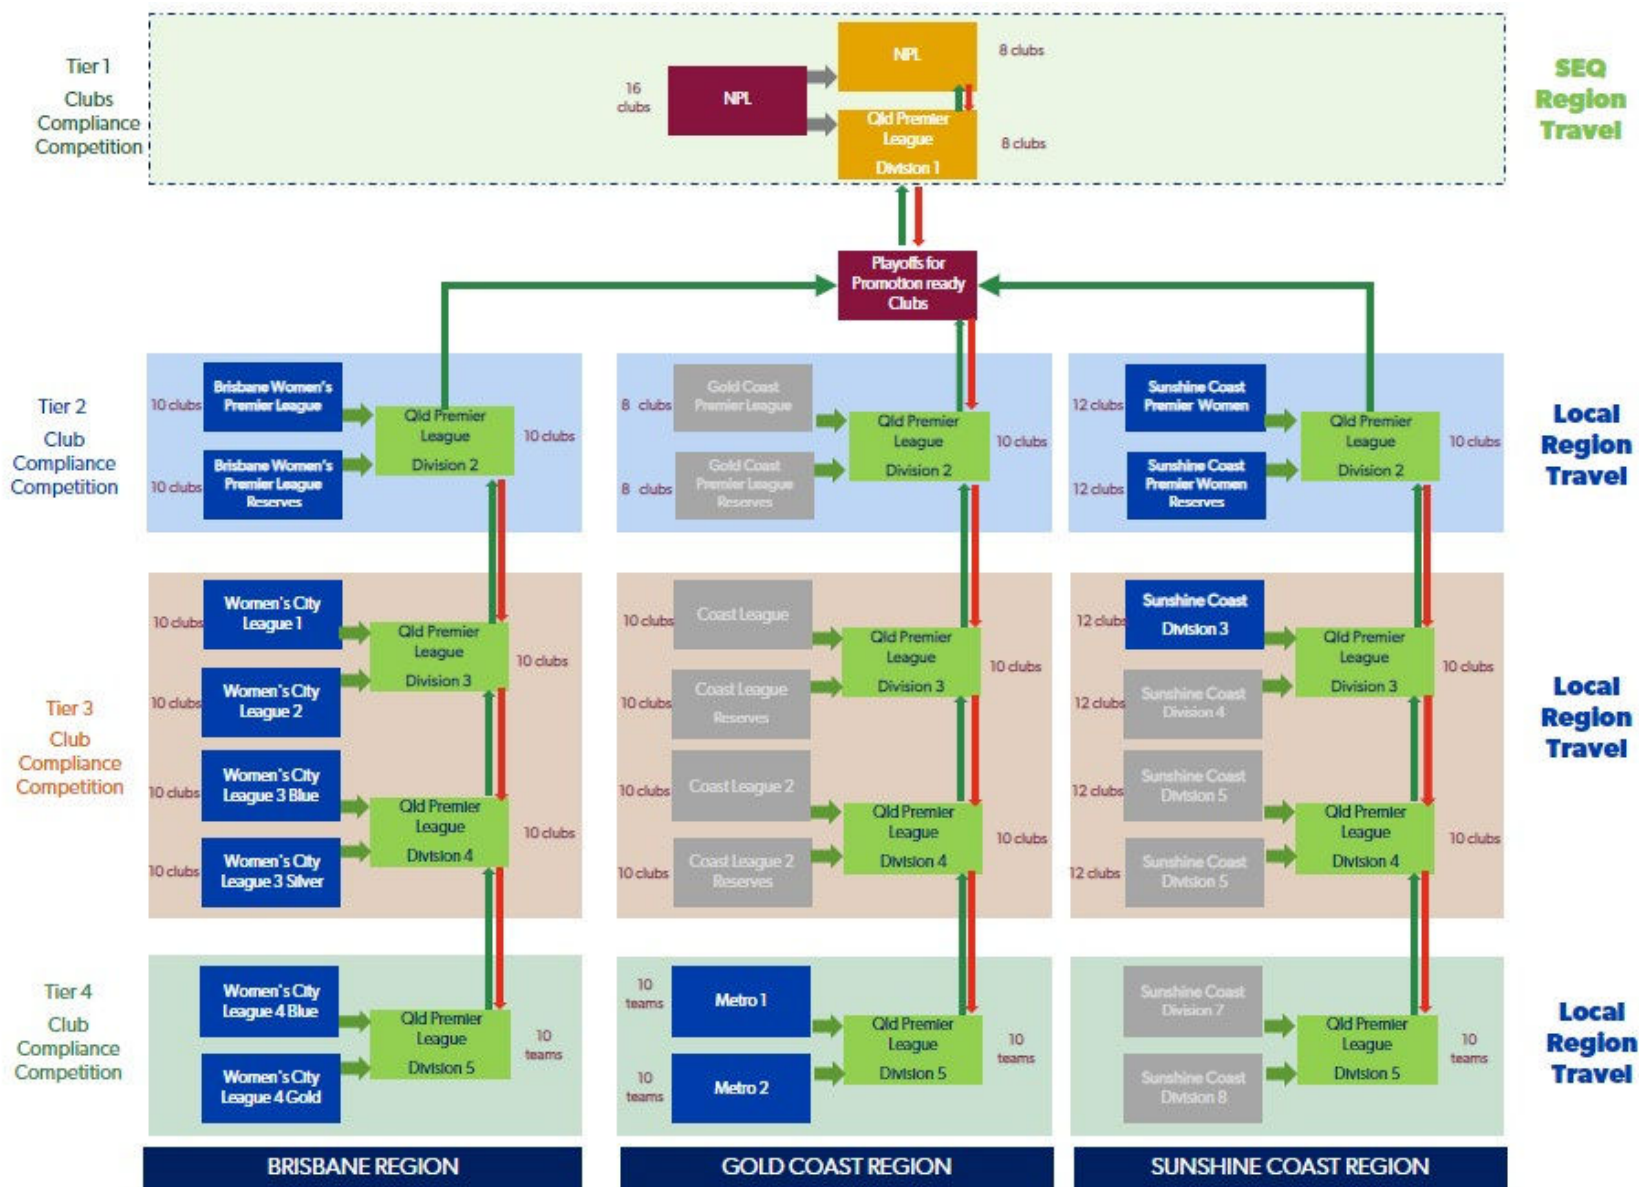 Tier 1
Clubs
Compliance
Competition
16
clubs
NPL
NPL
8 clubs
Qld Premier
League
Division 1
8 clubs
SEQ
Region
Travel
Playoffs for
Promotion ready
Clubs
Tier 2
Club
Compliance
Competition
10 clubs
Brisbane Women's
Premier League
10 clubs
Brisbane Women's
Premier League
Reserves
Qld Premier
League
Division 2
10 clubs
8 clubs
Gold Coast
Premier League
8 clubs
Gold Coast
Premier League
Reserves
Qld Premier
League
Division 2
10 clubs
12 clubs
Sunshine Coast
Premier Women
12 clubs
Sunshine Coast
Premier Women
Reserves
Qld Premier
League
Division 2
10 clubs
Local
Region
Travel
Tier 3
Club
Compliance
Competition
10 clubs
Women's City
League 1
10 clubs
Women's City
League 2
Qld Premier
League
Division 3
10 clubs
10 clubs
Women's City
League 3 Blue
10 clubs
Women's City
League 3 Silver
Qld Premier
League
Division 4
10 clubs
10 clubs
Coast League
10 clubs
Coast League
Reserves
Qld Premier
League
Division 3
10 clubs
10 clubs
Coast League 2
10 clubs
Coast League 2
Reserves
Qld Premier
League
Division 4
10 clubs
12 clubs
Sunshine Coast
Division 3
12 clubs
Sunshine Coast
Division 4
Qld Premier
League
Division 3
10 clubs
12 clubs
Sunshine Coast
Division 5
12 clubs
Sunshine Coast
Division 5
Qld Premier
League
Division 4
10 clubs
Local
Region
Travel
Tier 4
Club
Compliance
Competition
Women's City
League 4 Blue
Women's City
League 4 Gold
Qld Premier
League
Division 5
10
teams
10
teams
Metro 1
10
teams
Metro 2
Qld Premier
League
Division 5
10
teams
Sunshine Coast
Division 7
Sunshine Coast
Division 8
Qld Premier
League
Division 5
10
teams
Local
Region
Travel
BRISBANE REGION
GOLD COAST REGION
SUNSHINE COAST REGION